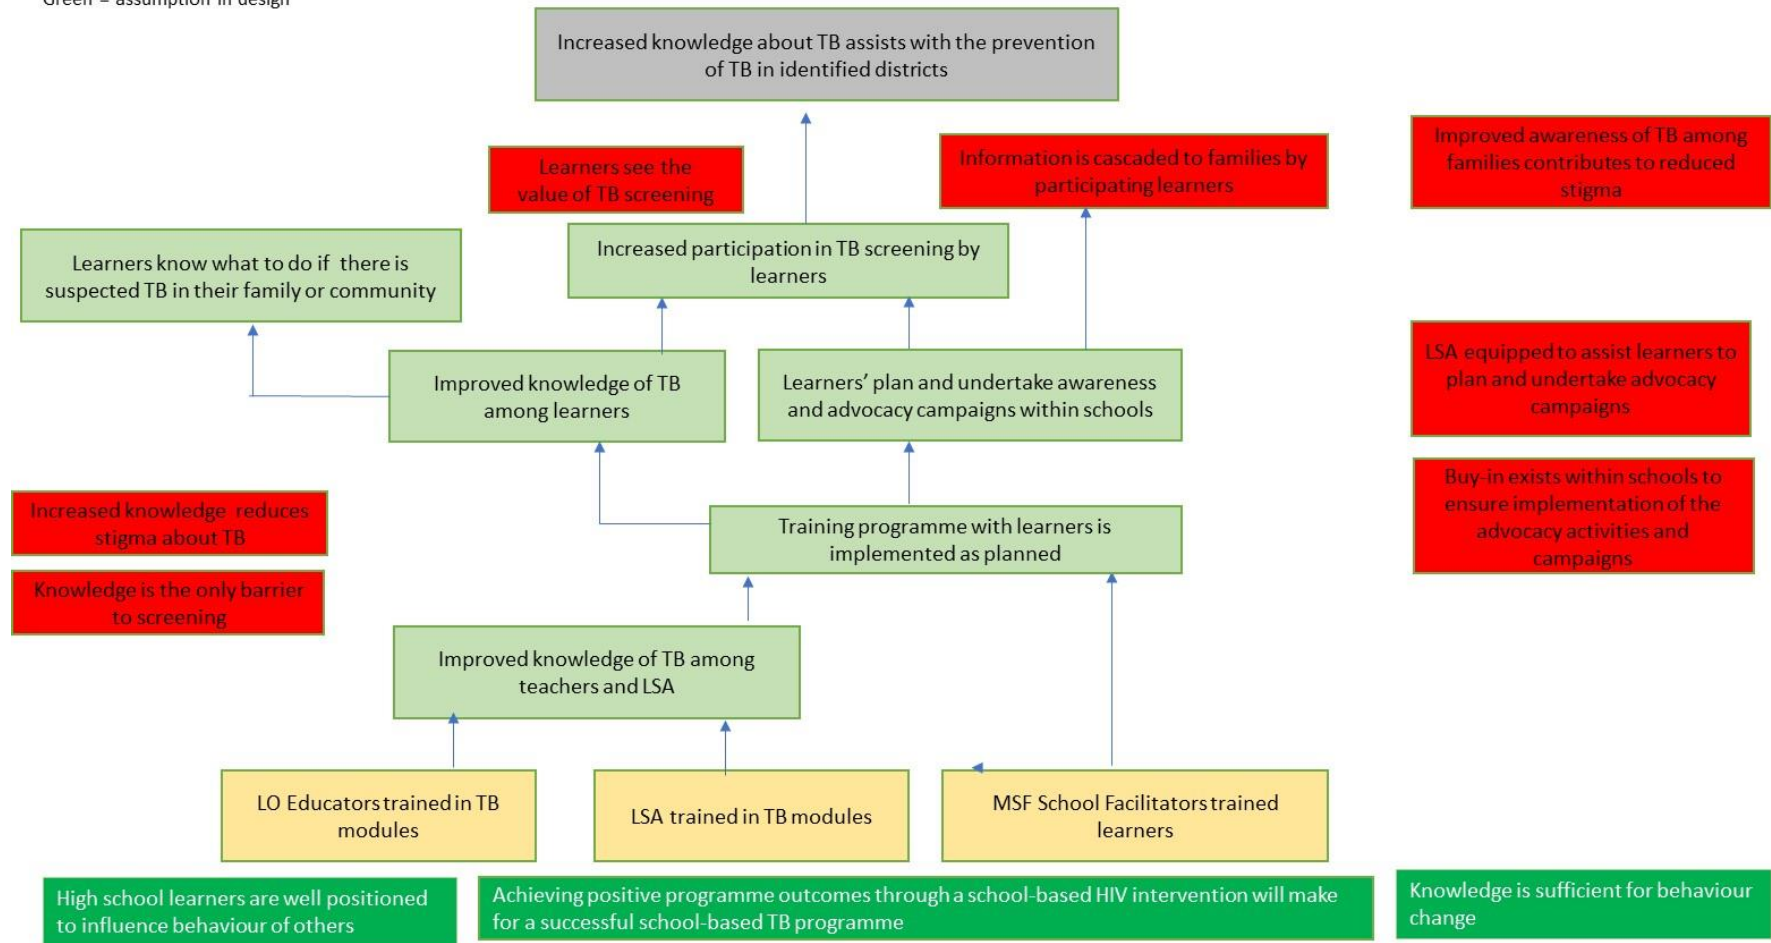 Green = assumption in design
Increased knowledge about TB assists with the prevention
of TB in identified districts
Learners see the
value of TB screening
Information is cascaded to families by
participating learners
Improved awareness of TB among
families contributes to reduced
stigma
Learners know what to do if there is
suspected TB in their family or community
Increased participation in TB screening by
learners
Improved knowledge of TB
among learners
Learners’ plan and undertake awareness
and advocacy campaigns within schools
LSA equipped to assist learners to
plan and undertake advocacy
campaigns
Increased knowledge reduces
stigma about TB
Knowledge is the only barrier
to screening
Training programme with learners is
implemented as planned
Buy-in exists within schools to
ensure implementation of the
advocacy activities and
campaigns
Improved knowledge of TB among
teachers and LSA
LO Educators trained in TB
modules
LSA trained in TB modules
MSF School Facilitators trained
learners
High school learners are well positioned
to influence behaviour of others
Achieving positive programme outcomes through a school-based HIV intervention will make
for a successful school-based TB programme
Knowledge is sufficient for behaviour
change